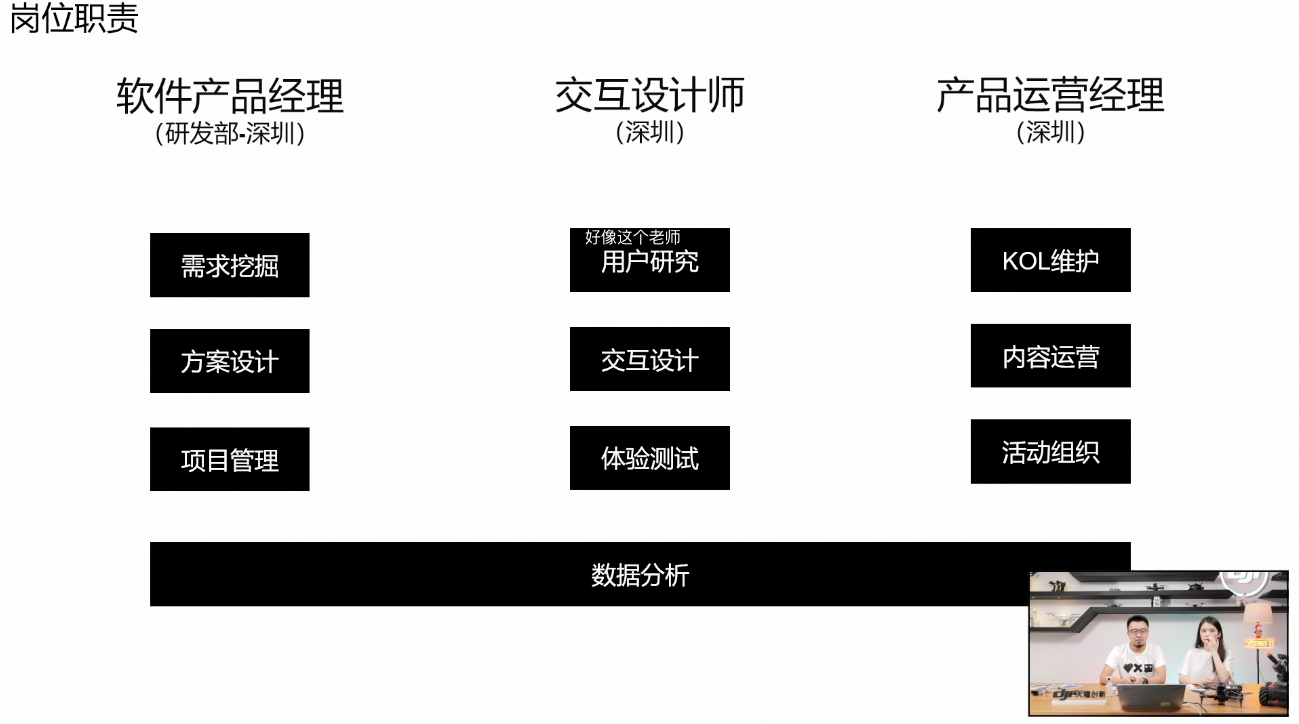 岗位职责
软件产品经理
（研发部-深圳）
交互设计师
（深圳）
产品运营经理
（深圳）
需求挖掘
方案设计
项目管理
好像这个老师
用户研究
交互设计
体验测试
KOL维护
内容运营
活动组织
数据分析
dji
dji大疆创新